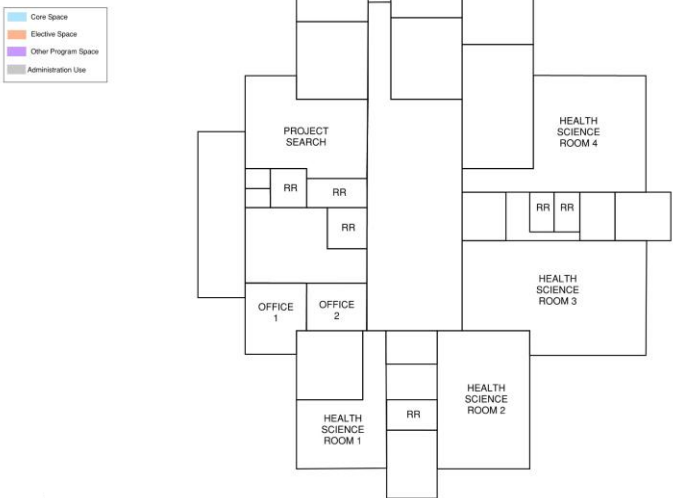 Core Space
Elective Space
Other Program Space
Administration Use
PROJECT
SEARCH
HEALTH
SCIENCE
ROOM 4
RR
RR
RR
RR
RR
HEALTH
SCIENCE
ROOM 3
OFFICE
1
OFFICE
2
HEALTH
SCIENCE
ROOM 1
RR
HEALTH
SCIENCE
ROOM 2